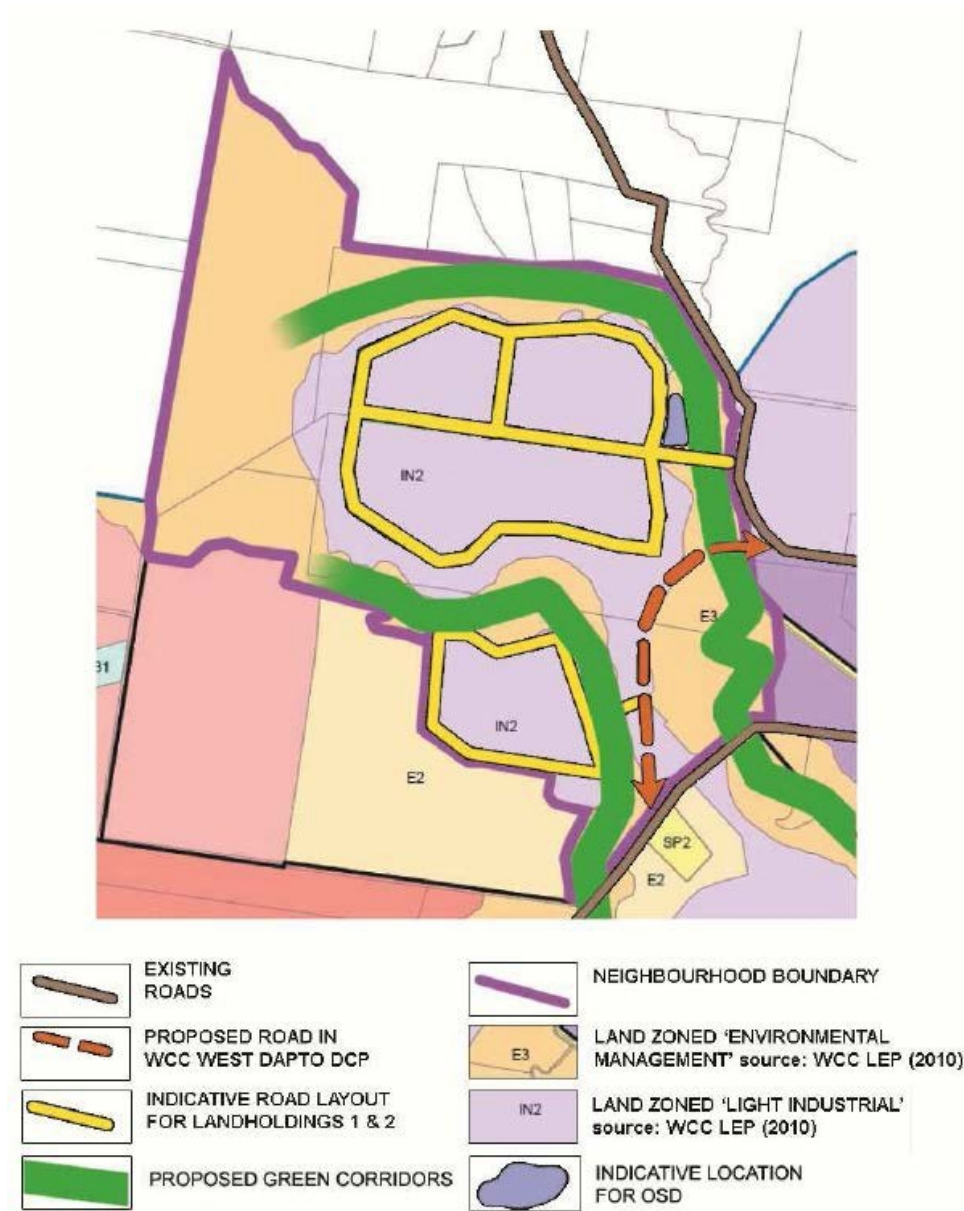 IN2
E3
31
IN2
E2
SP2
E2
EXISTING
ROADS
PROPOSED ROAD IN
WCC WEST DAPTO DCP
INDICATIVE ROAD LAYOUT
FOR LANDHOLDINGS 1 & 2
PROPOSED GREEN CORRIDORS
NEIGHBOURHOOD BOUNDARY
E3
LAND ZONED ‘ENVIRONMENTAL
MANAGEMENT’ source: WCC LEP (2010)
IN2
LAND ZONED ‘LIGHT INDUSTRIAL’
source: WCC LEP (2010)
INDICATIVE LOCATION
FOR OSD